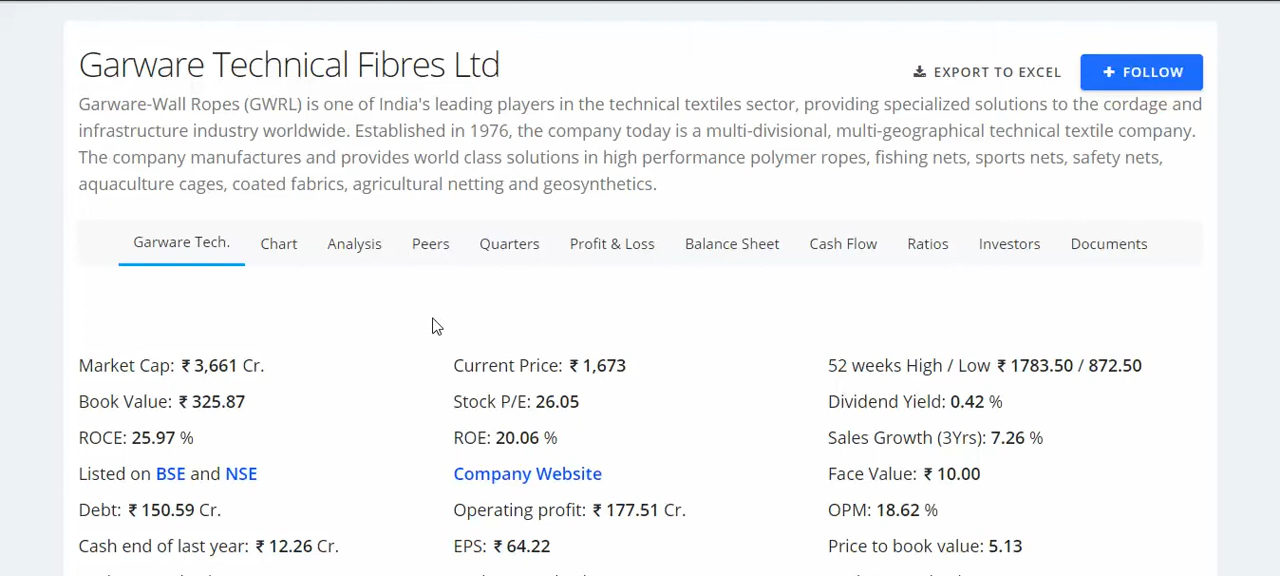 Garware Technical Fibres Ltd
EXPORT TO EXCEL
+ FOLLOW
Garware-Wall Ropes (GWRL) is one of India's leading players in the technical textiles sector, providing specialized solutions to the cordage and
infrastructure industry worldwide. Established in 1976, the company today is a multi-divisional, multi-geographical technical textile company.
The company manufactures and provides world class solutions in high performance polymer ropes, fishing nets, sports nets, safety nets,
aquaculture cages, coated fabrics, agricultural netting and geosynthetics.
Garware Tech. Chart Analysis Peers Quarters Profit & Loss Balance Sheet Cash Flow Ratios Investors Documents
Market Cap: ₹ 3,661 Cr. Current Price: ₹ 1,673 52 weeks High / Low ₹ 1783.50 / 872.50
Book Value: ₹ 325.87 Stock P/E: 26.05 Dividend Yield: 0.42 %
ROCE: 25.97 % ROE: 20.06 % Sales Growth (3Yrs): 7.26 %
Listed on BSE and NSE Company Website Face Value: ₹ 10.00
Debt: ₹ 150.59 Cr. Operating profit: ₹ 177.51 Cr. OPM: 18.62 %
Cash end of last year: ₹ 12.26 Cr. EPS: ₹ 64.22 Price to book value: 5.13